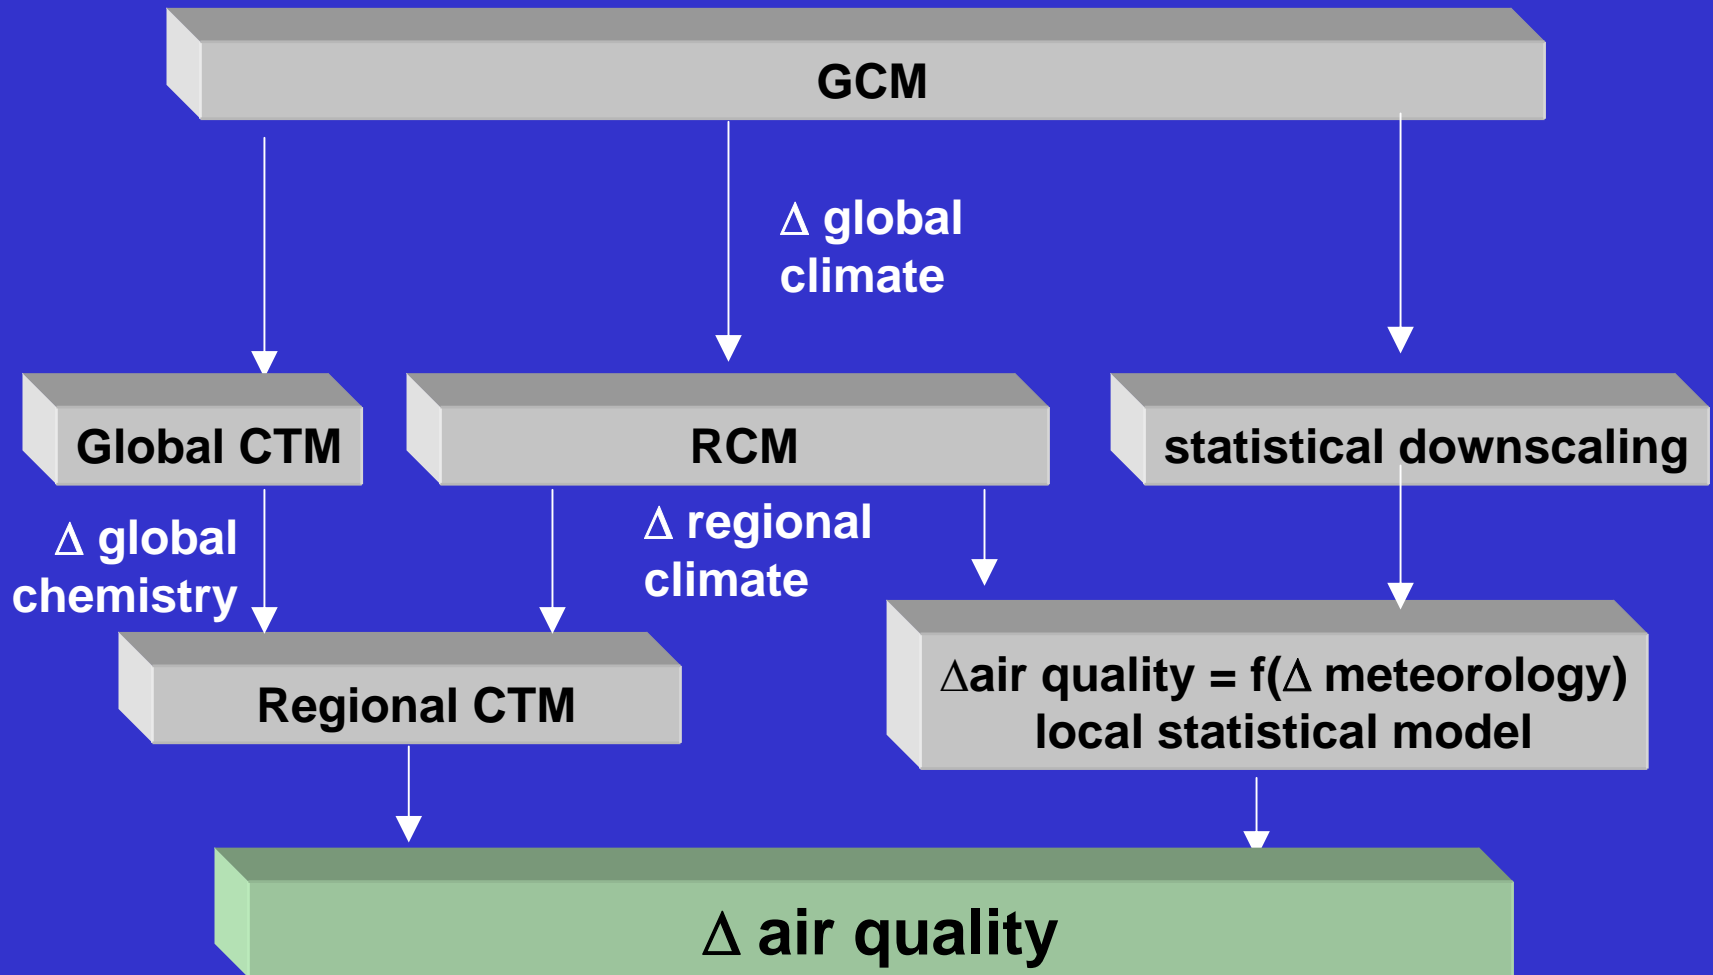 GCM
Δ global
climate
Global CTM
RCM
statistical downscaling
Δ global
chemistry
Δ regional
climate
Regional CTM
Δair quality = f(Δ meteorology)
local statistical model
Δ air quality